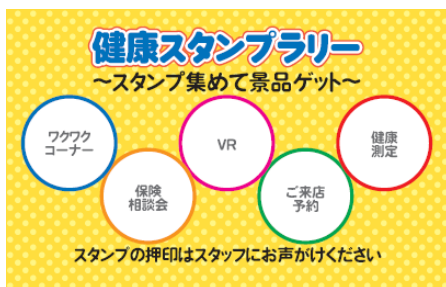 健康スタンプラリー
～スタンプ集めて景品ゲット～
ワクワク
コーナー
保険
相談会
VR
ご来店
予約
健康
測定
スタンプの押印はスタッフにお声がけください